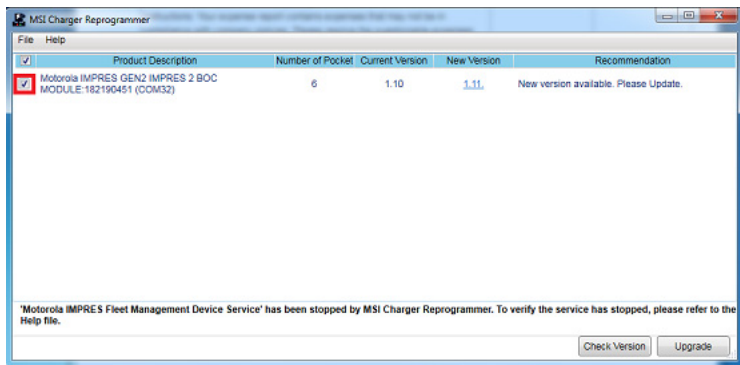 MSI Charger Reprogrammer
File Help
Product Description Number of Pocket Current Version New Version Recommendation
Motorola IMPRES GEN2 IMPRES 2 BOC
MODULE:182190451 (COM32) 6 1.10 1.11. New version available. Please Update.
'Motorola IMPRES Fleet Management Device Service' has been stopped by MSI Charger Reprogrammer. To verify the service has stopped, please refer to the
Help file.
Check Version Upgrade